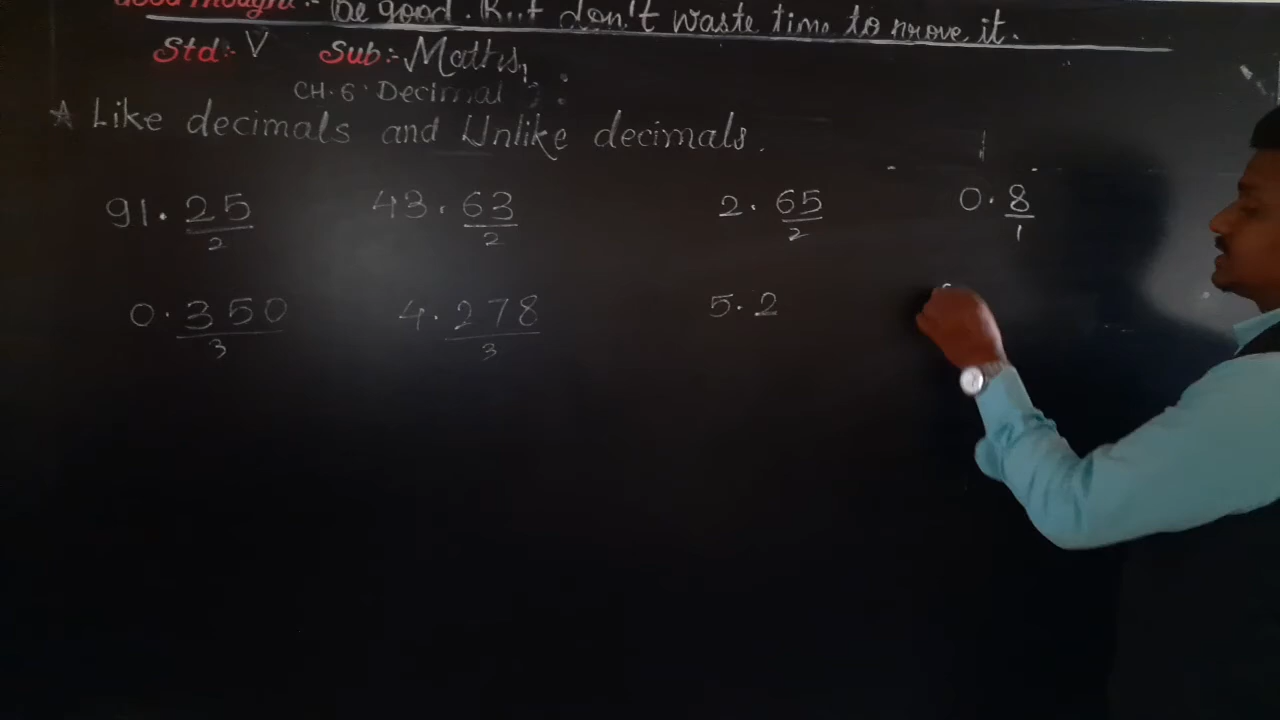 Good Thought :- Be good. But don't waste time to prove it.
Std:- V Sub:- Maths
CH. 6 Decimal
☆ Like decimals and Unlike decimals.
91.25 43.63 2.65 0.8
2 2 2 1
0.350 4.278 5.2
3 3